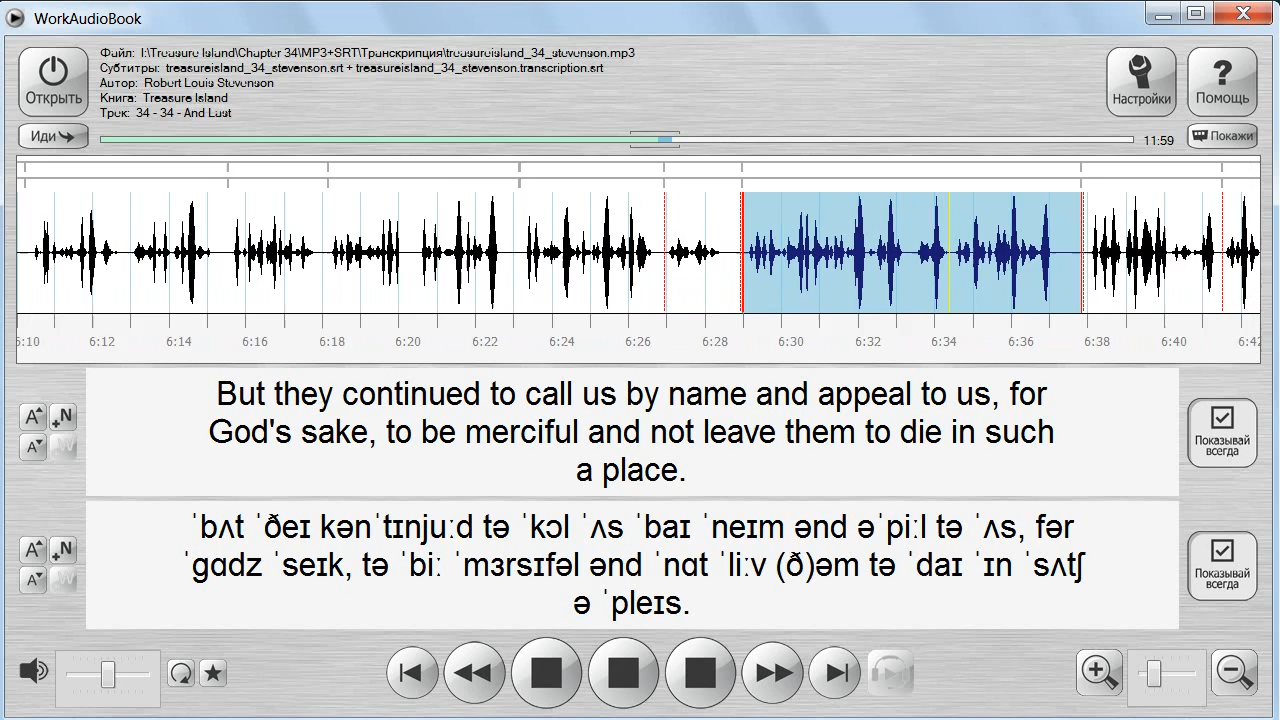 WorkAudioBook
Открыть
Файл: I:\Treasure Island\Chapter 34\MP3+SRT\Транскрипция\treasureisland_34_stevenson.mp3
Субтитры: treasureisland_34_stevenson.srt + treasureisland_34_stevenson.transcription.srt
Автор: Robert Louis Stevenson
Книга: Treasure Island
Трек: 34 - 34 - And Last
Настройки
Помощь
Иди
11:59
Покажи
6:10 6:12 6:14 6:16 6:18 6:20 6:22 6:24 6:26 6:28 6:30 6:32 6:34 6:36 6:38 6:40 6:42
But they continued to call us by name and appeal to us, for
God's sake, to be merciful and not leave them to die in such
a place.
A N
A W
Показывай
всегда
ˈbʌt ˈðeɪ kənˈtɪnjuːd tə ˈkɔl ˈʌs ˈbaɪ ˈneɪm ənd əˈpiːl tə ˈʌs, fər
ˈgɑdz ˈseɪk, tə ˈbiː ˈmɜrsɪfəl ənd ˈnɑt ˈliːv (ð)əm tə ˈdaɪ ˈɪn ˈsʌtʃ
ə ˈpleɪs.
A N
A W
Показывай
всегда